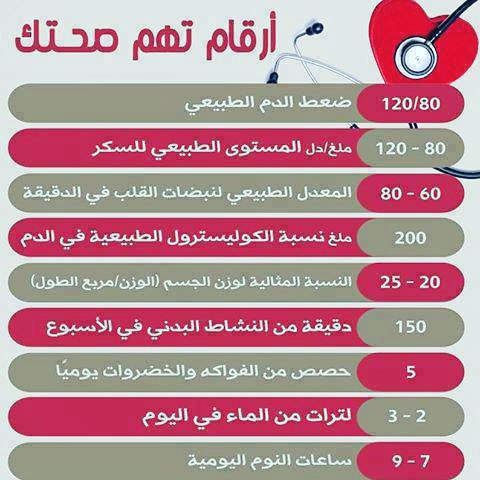 أرقام تهم صحتك
120/80 ضغط الدم الطبيعي
80 - 120 ملغ/دل المستوى الطبيعي للسكر
60 - 80 المعدل الطبيعي لنبضات القلب في الدقيقة
200 ملغ نسبة الكوليسترول الطبيعية في الدم
20 - 25 النسبة المثالية لوزن الجسم (الوزن/مربع الطول)
150 دقيقة من النشاط البدني في الأسبوع
5 حصص من الفواكه والخضروات يوميًا
2 - 3 لترات من الماء في اليوم
7 - 9 ساعات النوم اليومية